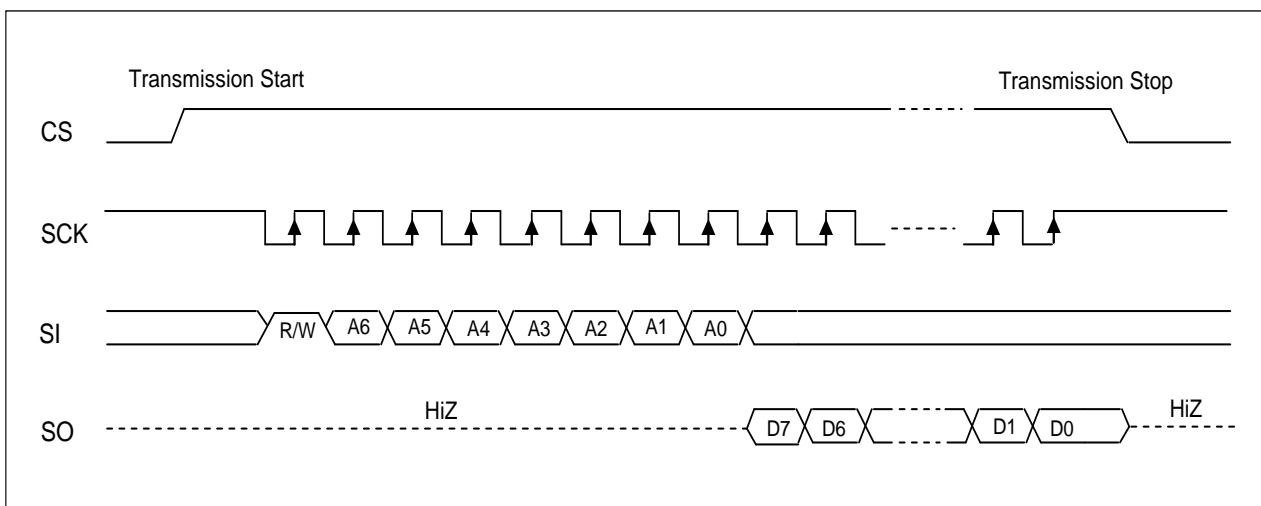 Transmission Start
Transmission Stop
CS
SCK
SI
R/W A6 A5 A4 A3 A2 A1 A0
HiZ
HiZ
SO
D7 D6 D1 D0